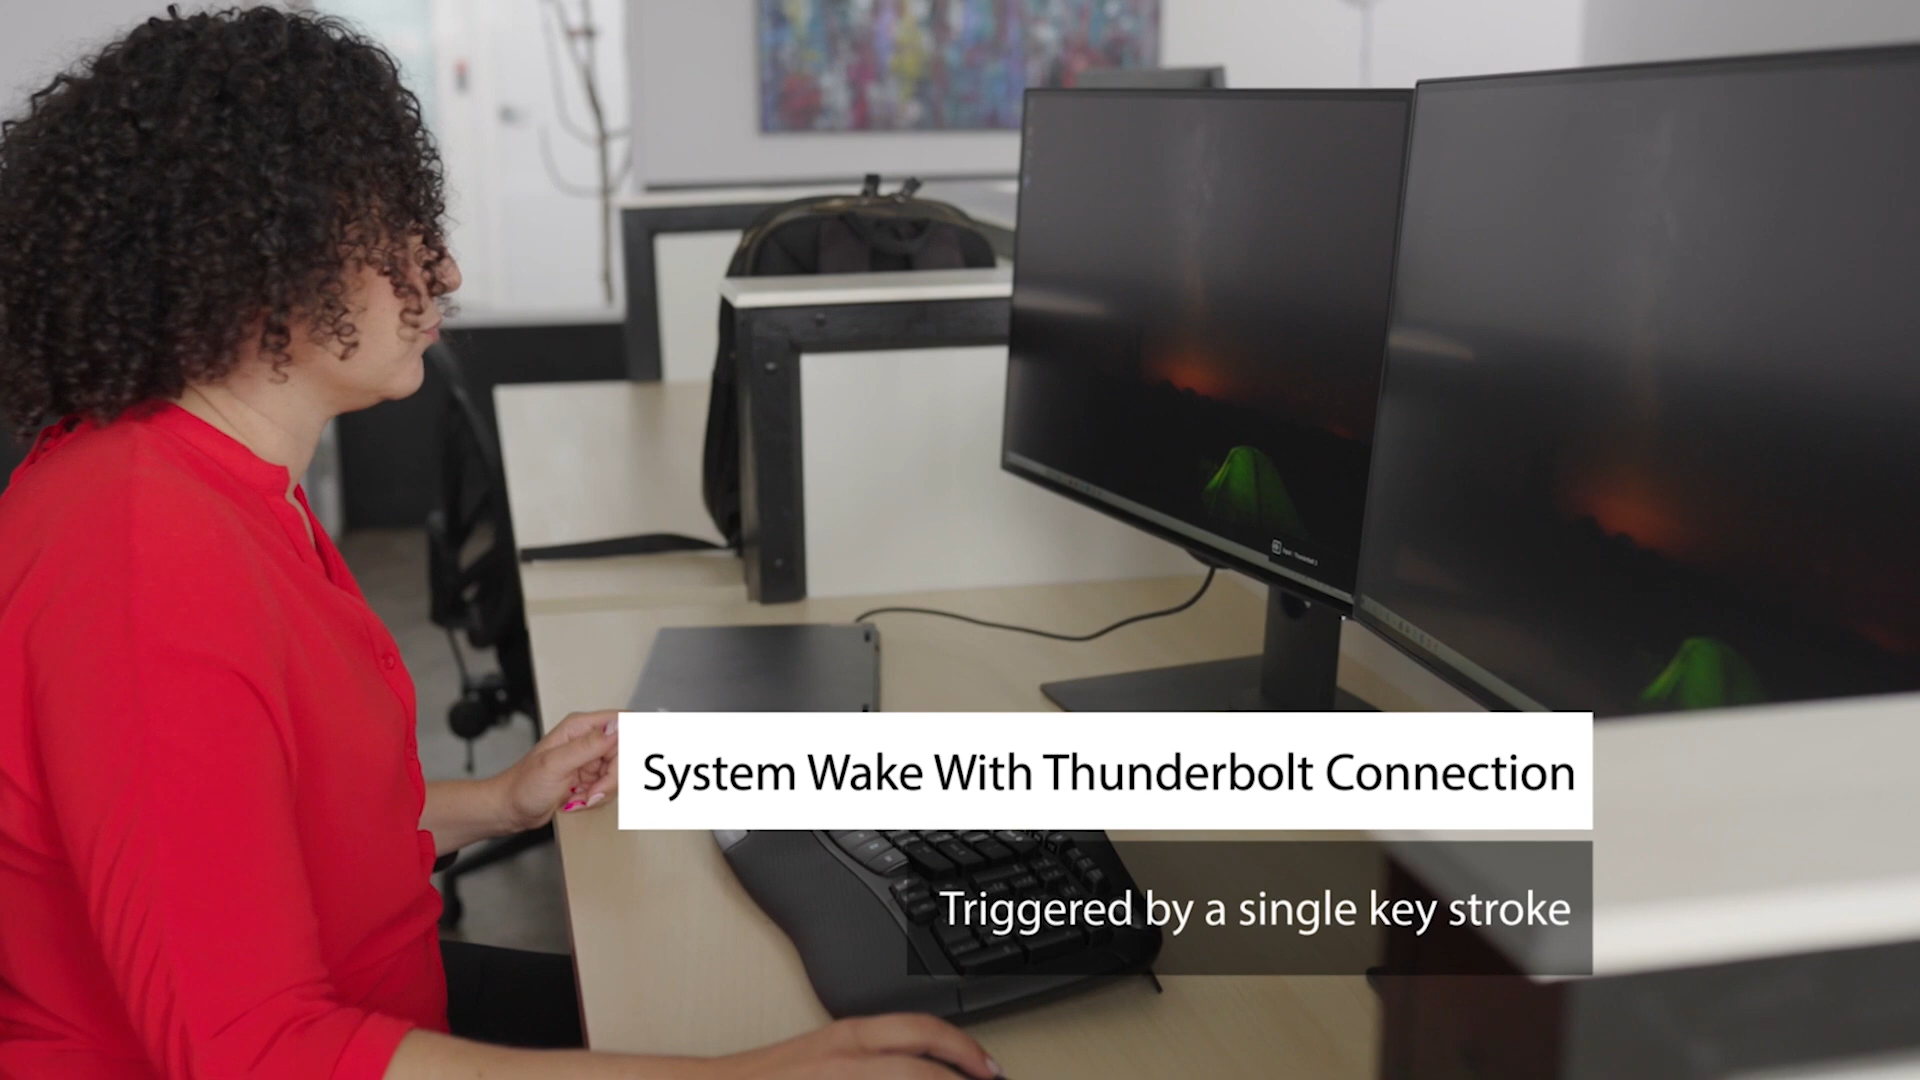 System Wake With Thunderbolt Connection
Triggered by a single key stroke